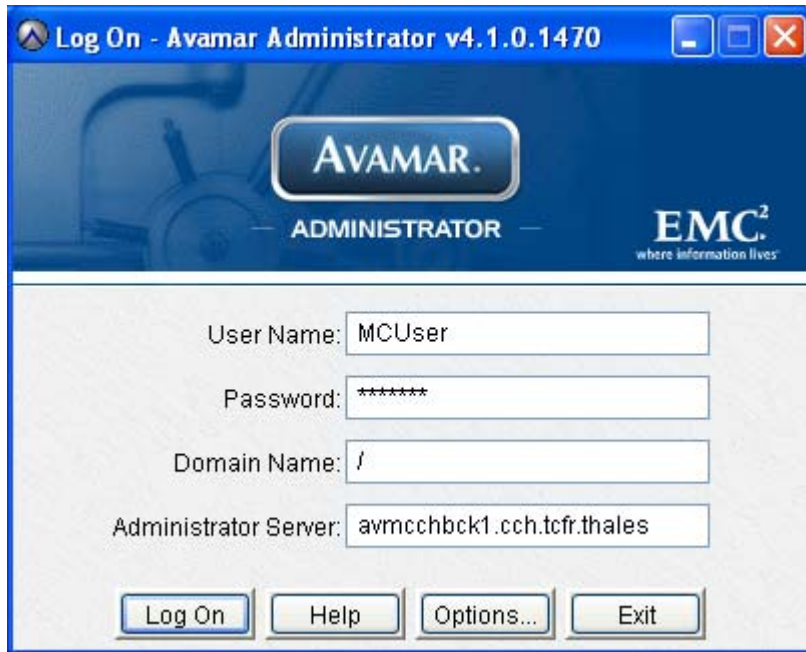 Log On - Avamar Administrator v4.1.0.1470
AVAMAR.
ADMINISTRATOR
EMC²
where information lives®
User Name: MCUser
Password: *******
Domain Name: /
Administrator Server: avmcchbck1.cch.tcfr.thales
Log On Help Options... Exit